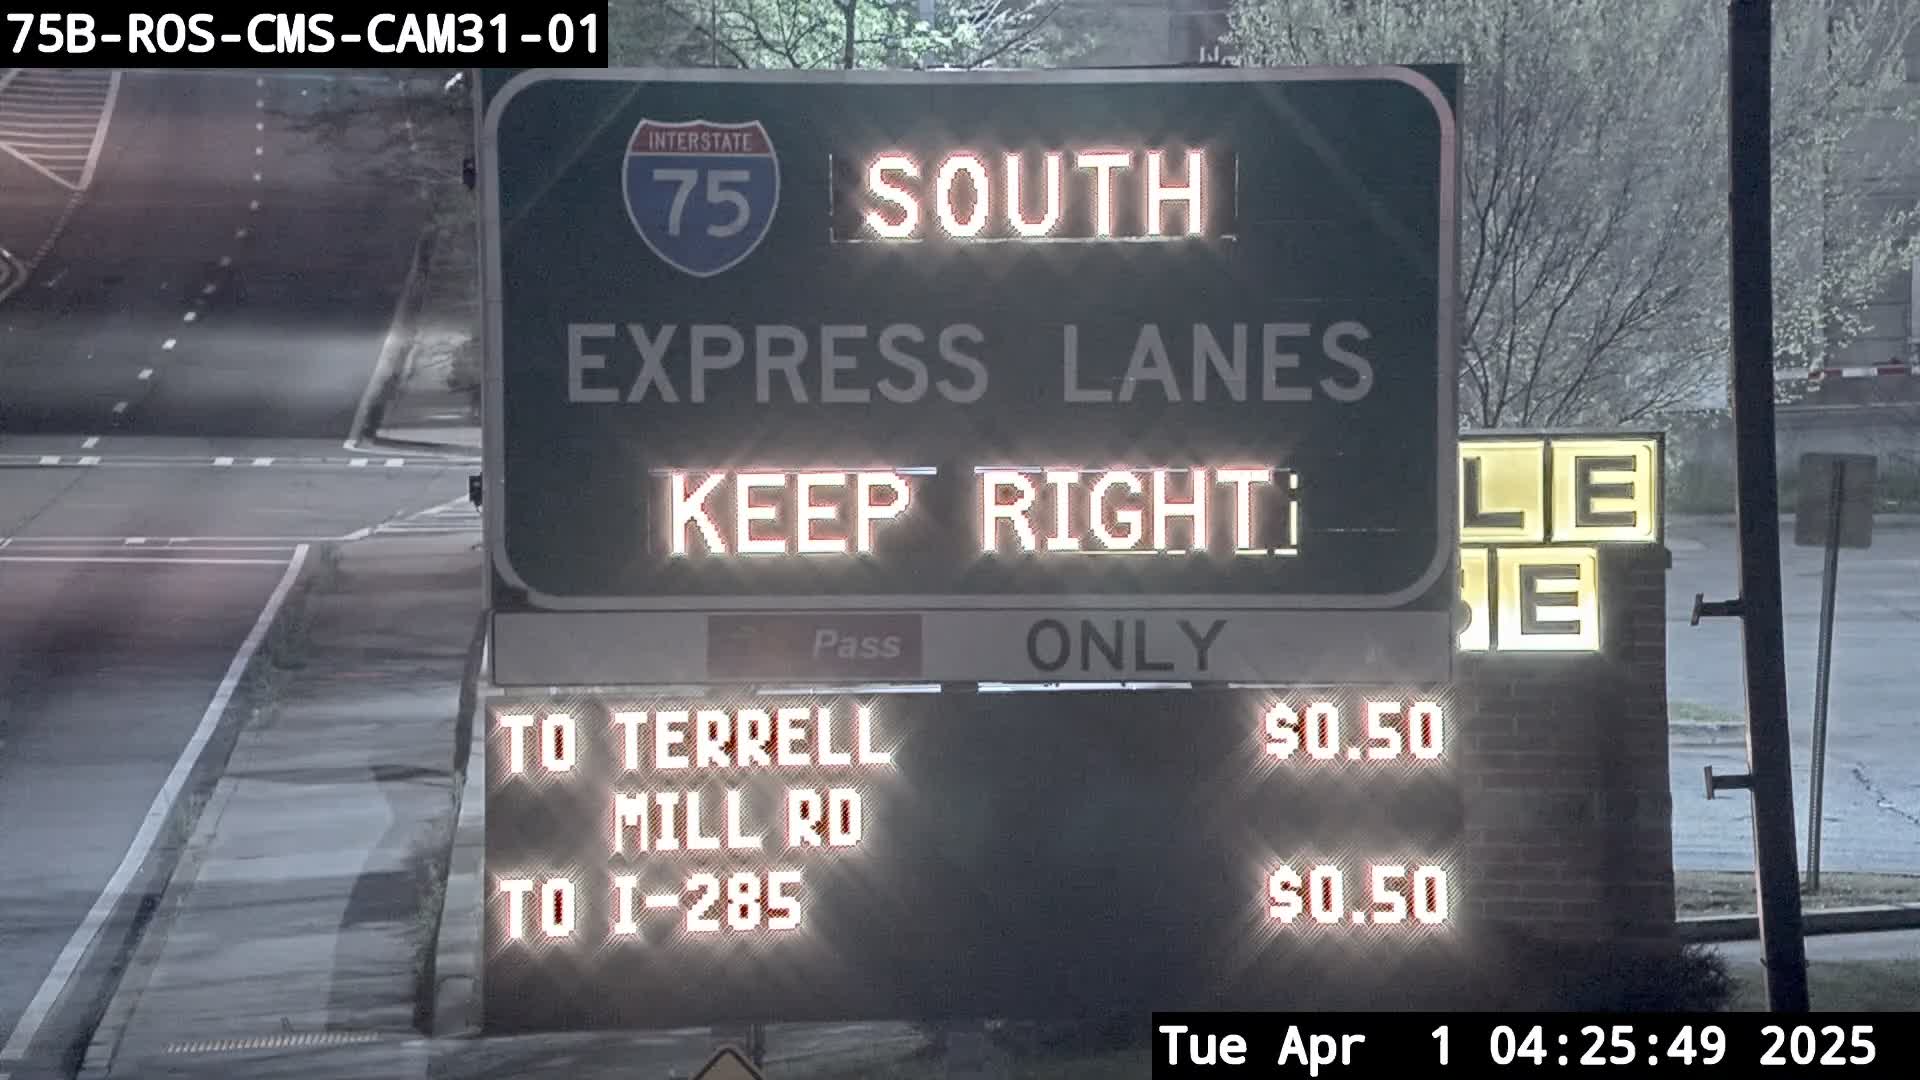 75B-ROS-CMS-CAM31-01
INTERSTATE
75
SOUTH
EXPRESS LANES
KEEP RIGHT
Pass ONLY
TO TERRELL $0.50
MILL RD
TO I-285 $0.50
LE
E
Tue Apr 1 04:25:49 2025